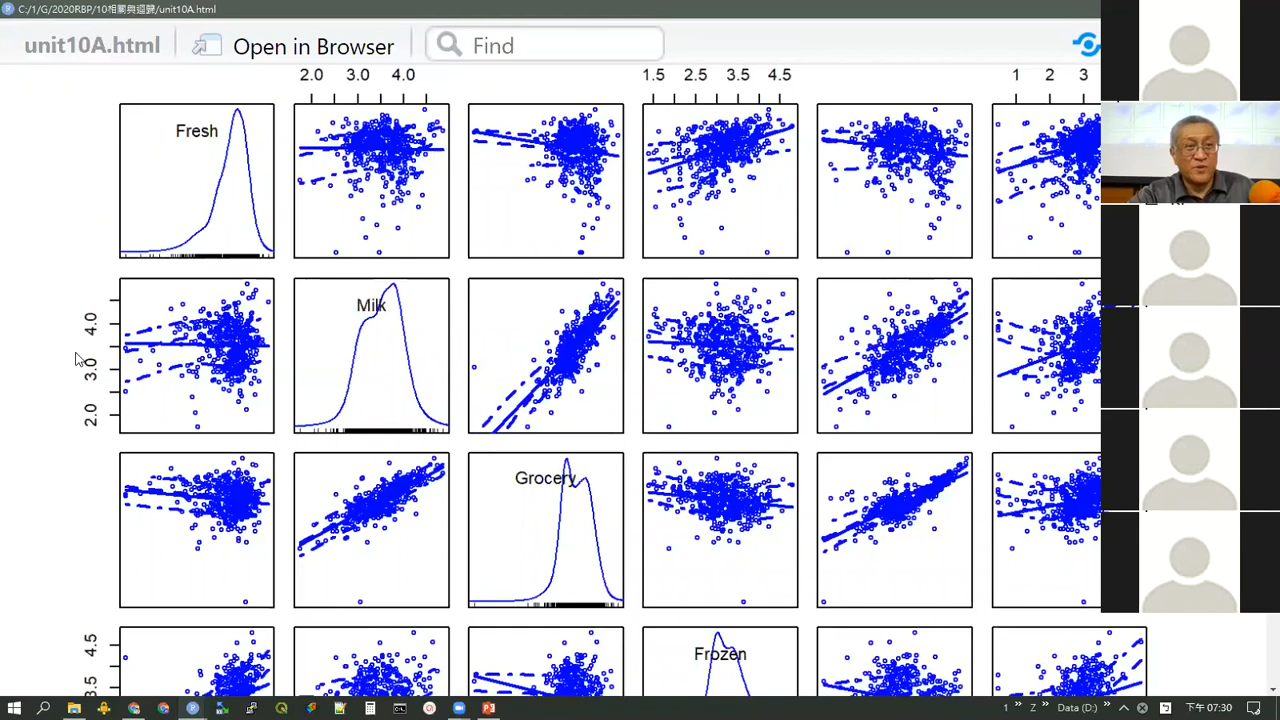 C:/1/G/2020RBP/10相關與迴歸/unit10A.html
unit10A.html
Open in Browser
Find
2.0 3.0 4.0
1.5 2.5 3.5 4.5
1 2 3
Fresh
Milk
4.0
3.0
2.0
Grocery
Frozen
4.5
3.5
1 » Z » Data (D:) »
下午 07:30